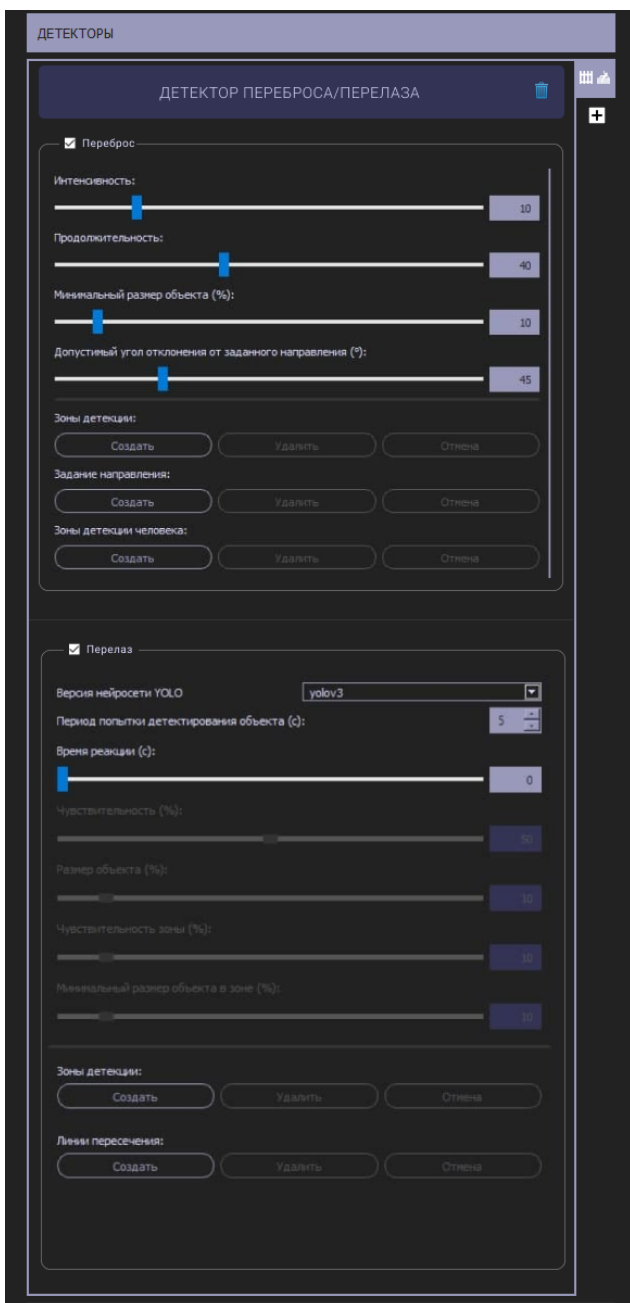 ДЕТЕКТОРЫ
ДЕТЕКТОР ПЕРЕБРОСА/ПЕРЕЛАЗА
Переброс
Интенсивность:
10
Продолжительность:
40
Минимальный размер объекта (%):
10
Допустимый угол отклонения от заданного направления (°):
45
Зоны детекции:
Создать Удалить Отмена
Задание направления:
Создать Удалить Отмена
Зоны детекции человека:
Создать Удалить Отмена
Перелаз
Версия нейросети YOLO yolov3
Период попытки детектирования объекта (с): 5
Время реакции (с):
0
Чувствительность (%):
50
Размер объекта (%):
10
Чувствительность зоны (%):
10
Минимальный размер объекта в зоне (%):
10
Зоны детекции:
Создать Удалить Отмена
Линии пересечения:
Создать Удалить Отмена